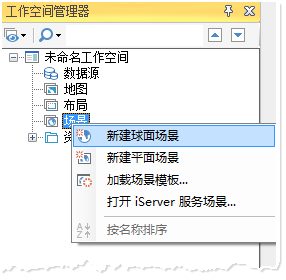 工作空间管理器
未命名工作空间
数据源
地图
布局
场景
资
新建球面场景
新建平面场景
加载场景模板...
打开 iServer 服务场景...
按名称排序